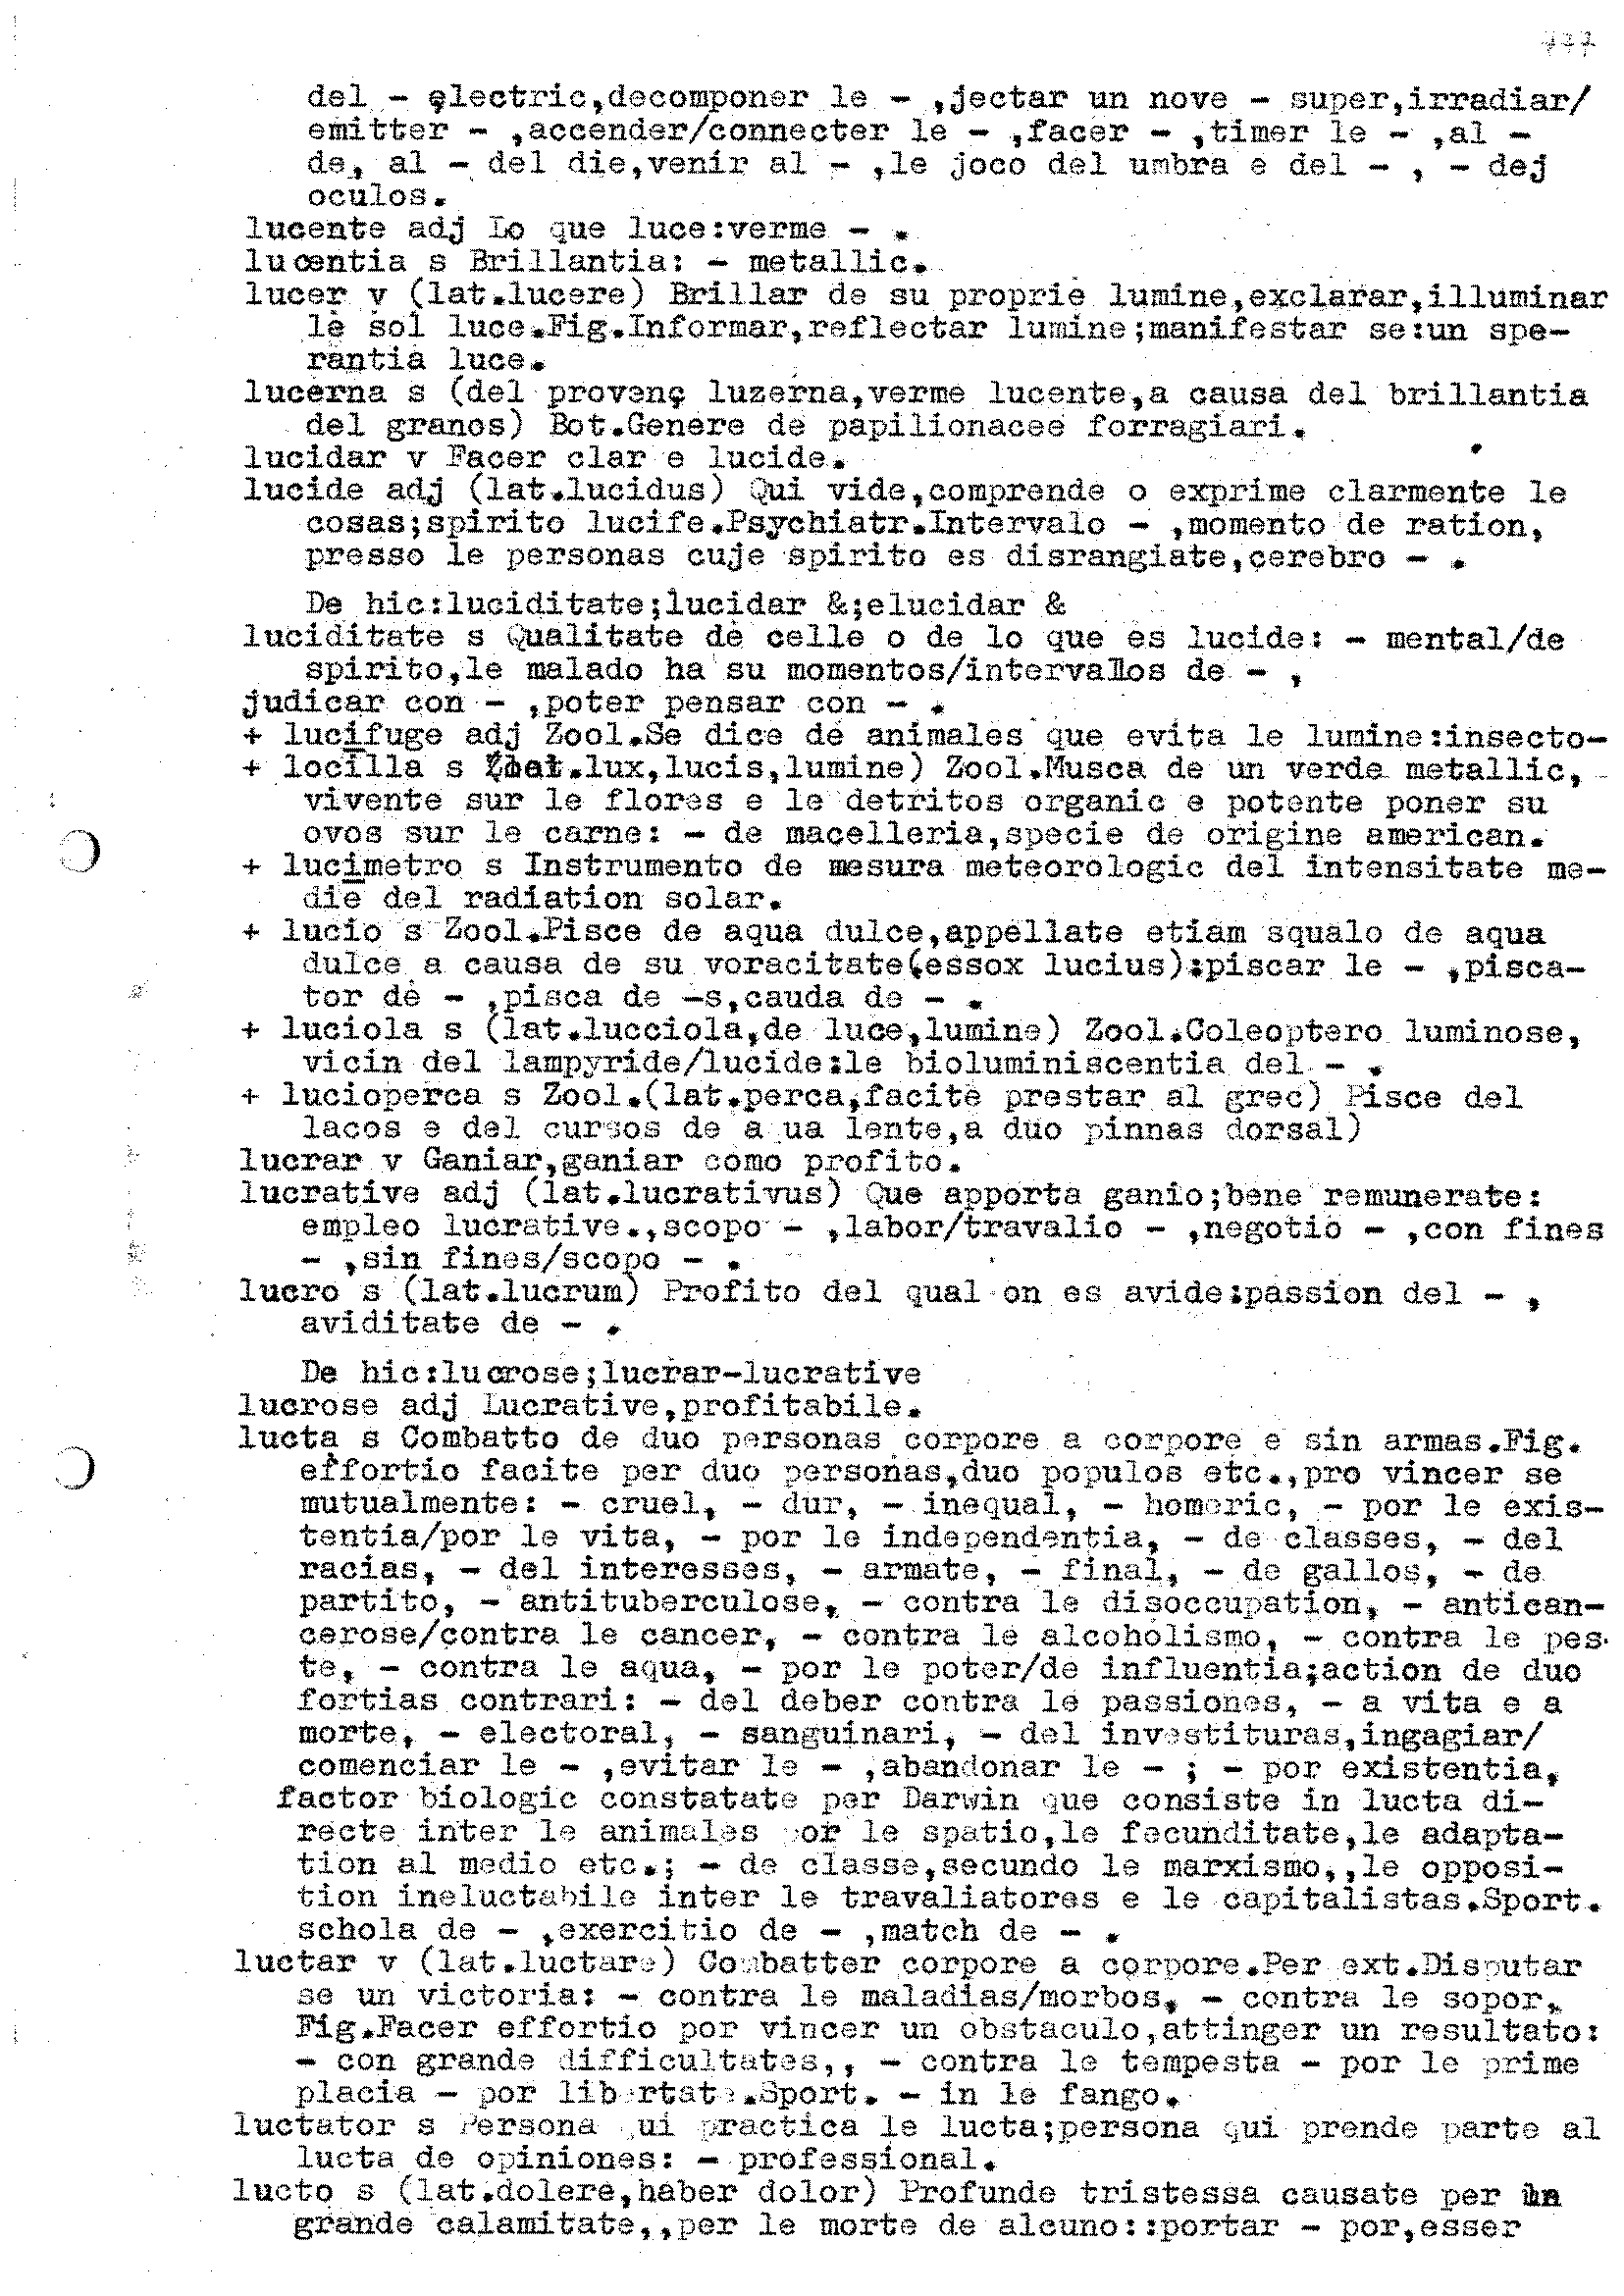 del - electric,decomponer le - ,jectar un nove - super,irradiar/
emitter - ,accender/connecter le - ,facer - ,timer le - ,al -
de, al - del die,venir al - ,le joco del umbra e del - , - dej
oculos.
lucente adj Lo que luce:verme - .
lucentia s Brillantia: - metallic.
lucer v (lat.lucere) Brillar de su proprie lumine,exclarar,illuminar
le sol luce.Fig.Informar,reflectar lumine;manifestar se:un spe-
rantia luce.
lucerna s (del provenç luzerna,verme lucente,a causa del brillantia
del granos) Bot.Genere de papilionacee forragiari.
lucidar v Facer clar e lucide.
lucide adj (lat.lucidus) Qui vide,comprende o exprime clarmente le
cosas;spirito lucife.Psychiatr.Intervalo - ,momento de ration,
presso le personas cuje spirito es disrangiate,cerebro - .
De hic:luciditate;lucidar &;elucidar &
luciditate s Qualitate de celle o de lo que es lucide: - mental/de
spirito,le malado ha su momentos/intervallos de - ,
judicar con - ,poter pensar con - .
+ lucifuge adj Zool.Se dice de animales que evita le lumine:insecto-
+ locilla s (lat.lux,lucis,lumine) Zool.Musca de un verde metallic,
vivente sur le flores e le detritos organic e potente poner su
ovos sur le carne: - de macelleria,specie de origine american.
+ lucimetro s Instrumento de mesura meteorologic del intensitate me-
die del radiation solar.
+ lucio s Zool.Pisce de aqua dulce,appellate etiam squalo de aqua
dulce a causa de su voracitate(essox lucius):piscar le - ,pisca-
tor de - ,pisca de -s,cauda de - .
+ luciola s (lat.lucciola,de luce,lumine) Zool.Coleoptero luminose,
vicin del lampyride/lucide:le bioluminiscentia del - .
+ lucioperca s Zool.(lat.perca,facite prestar al grec) Pisce del
lacos e del cursos de a ua lente,a duo pinnas dorsal)
lucrar v Ganiar,ganiar como profito.
lucrative adj (lat.lucrativus) Que apporta ganio;bene remunerate:
empleo lucrative.,scopo - ,labor/travalio - ,negotio - ,con fines
- ,sin fines/scopo - .
lucro s (lat.lucrum) Profito del qual on es avide:passion del - ,
aviditate de - .
De hic:lucrose;lucrar-lucrative
lucrose adj Lucrative,profitabile.
lucta s Combatto de duo personas corpore a corpore e sin armas.Fig.
effortio facite per duo personas,duo populos etc.,pro vincer se
mutualmente: - cruel, - dur, - inequal, - homeric, - por le exis-
tentia/por le vita, - por le independentia, - de classes, - del
racias, - del interesses, - armate, - final, - de gallos, - de
partito, - antituberculose, - contra le disoccupation, - antican-
cerose/contra le cancer, - contra le alcoholismo, - contra le pes-
te, - contra le aqua, - por le poter/de influentia;action de duo
fortias contrari: - del deber contra le passiones, - a vita e a
morte, - electoral, - sanguinari, - del investituras,ingagiar/
comenciar le - ,evitar le - ,abandonar le - ; - por existentia,
factor biologic constatate per Darwin que consiste in lucta di-
recte inter le animales por le spatio,le fecunditate,le adapta-
tion al medio etc.; - de classe,secundo le marxismo,,le opposi-
tion ineluctabile inter le travaliatores e le capitalistas.Sport.
schola de - ,exercitio de - ,match de - .
luctar v (lat.luctare) Combatter corpore a corpore.Per ext.Disputar
se un victoria: - contra le maladias/morbos, - contra le sopor,
Fig.Facer effortio por vincer un obstaculo,attinger un resultato:
- con grande difficultates,, - contra le tempesta - por le prime
placia - por libertate.Sport. - in le fango.
luctator s Persona qui practica le lucta;persona qui prende parte al
lucta de opiniones: - professional.
lucto s (lat.dolere,haber dolor) Profunde tristessa causate per un
grande calamitate,,per le morte de alcuno::portar - por,esser